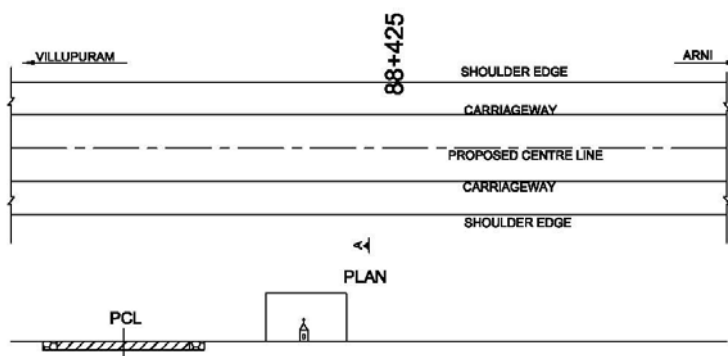 88+425
VILLUPURAM
ARNI
SHOULDER EDGE
CARRIAGEWAY
PROPOSED CENTRE LINE
CARRIAGEWAY
SHOULDER EDGE
A
PLAN
PCL